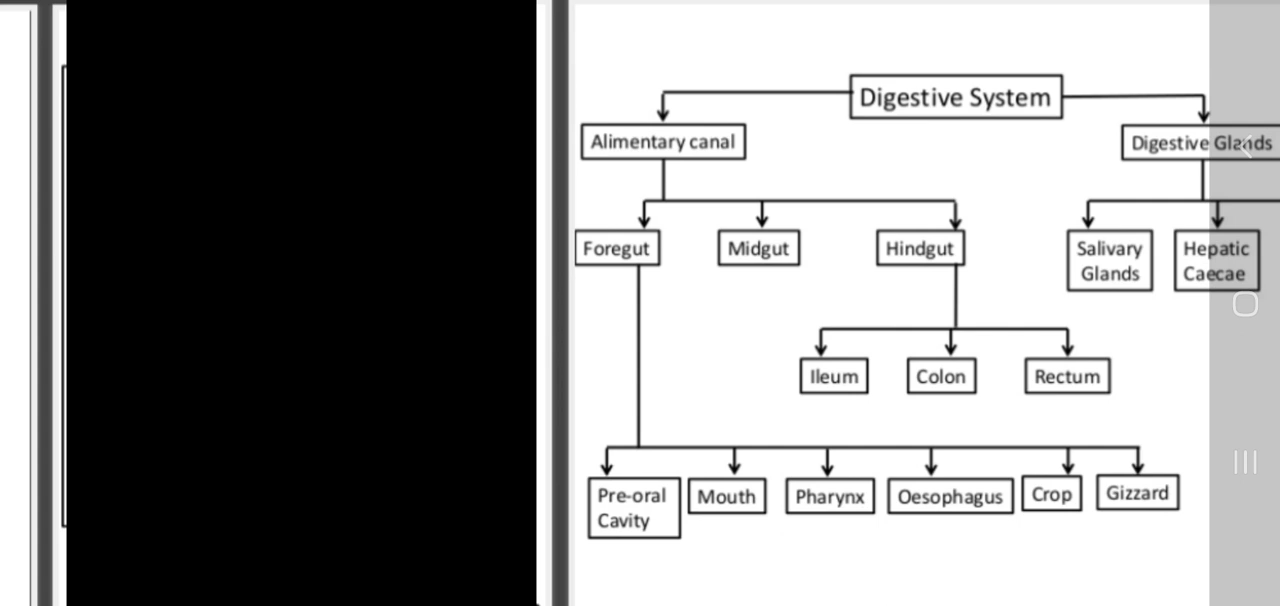 Digestive System
Alimentary canal
Digestive Glands
Foregut
Midgut
Hindgut
Salivary
Glands
Hepatic
Caecae
Ileum
Colon
Rectum
Pre-oral
Cavity
Mouth
Pharynx
Oesophagus
Crop
Gizzard